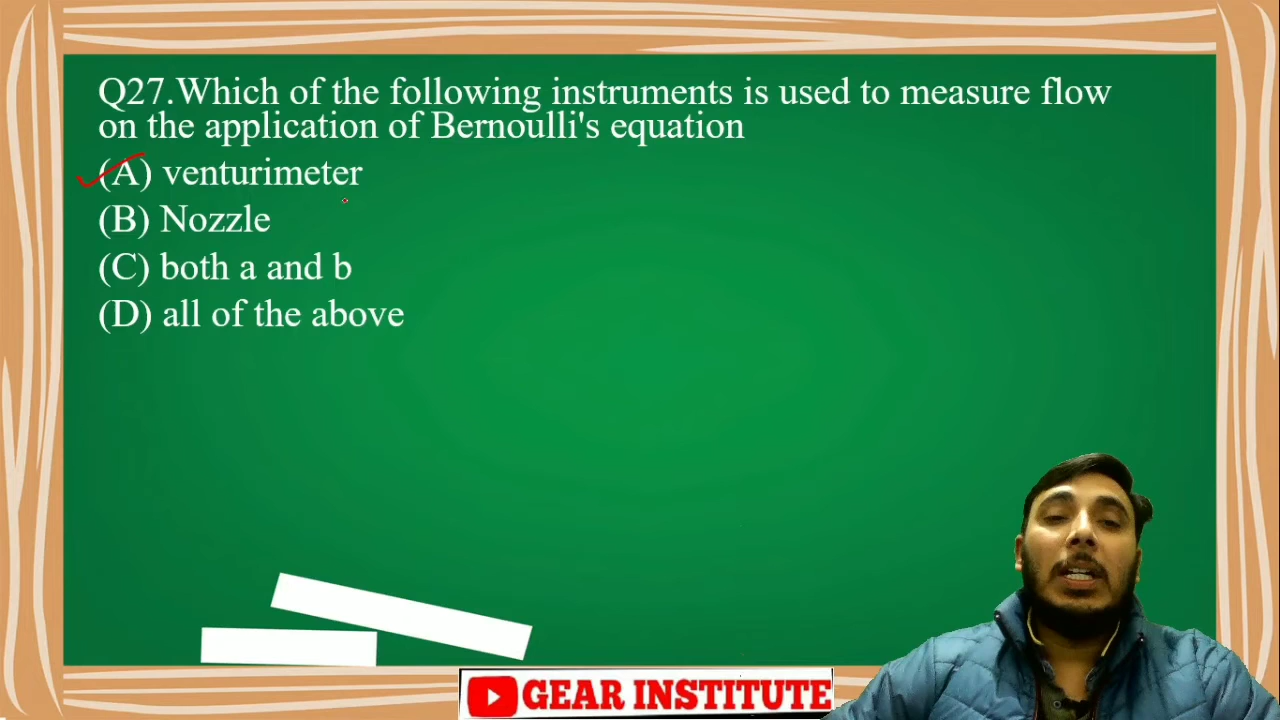 Q27.Which of the following instruments is used to measure flow
on the application of Bernoulli's equation
(A) venturimeter
(B) Nozzle
(C) both a and b
(D) all of the above
GEAR INSTITUTE